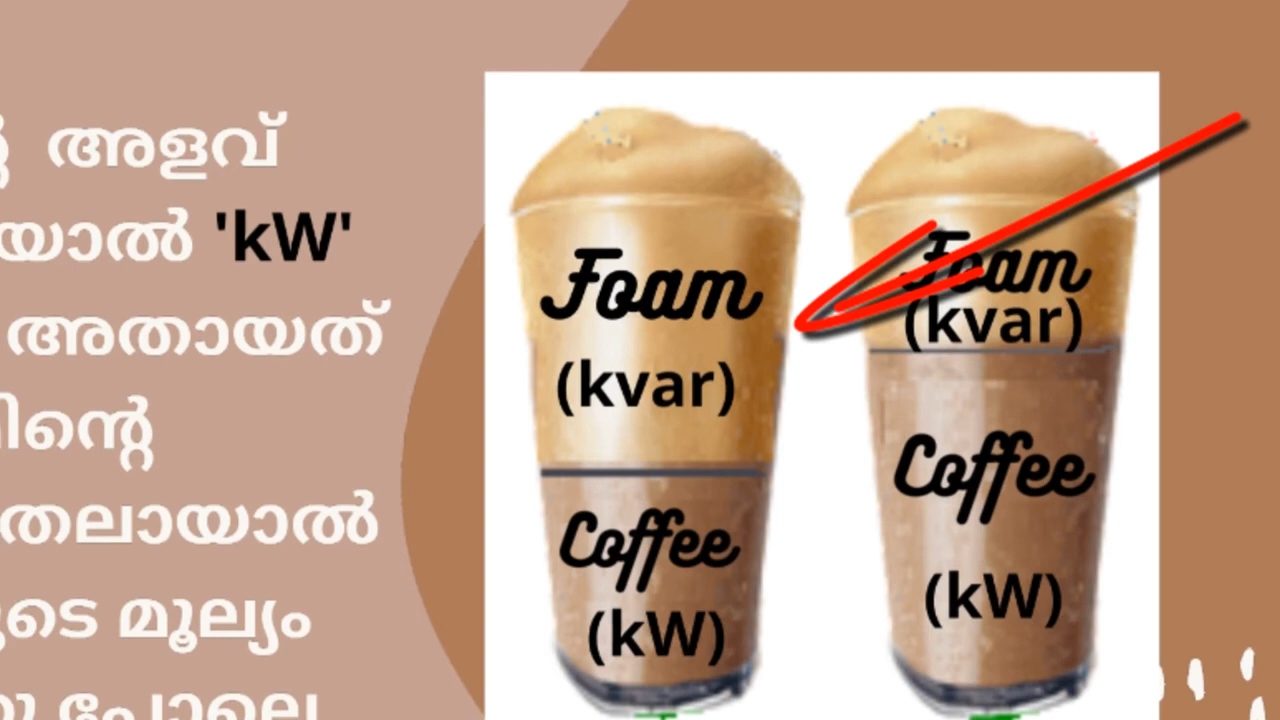 അളവ്
യാൽ 'kW'
അതായത്
ിന്റെ
തലായാൽ
ടെ മൂല്യം
പോലെ
Foam
(kvar)
Coffee
(kW)
Foam
(kvar)
Coffee
(kW)